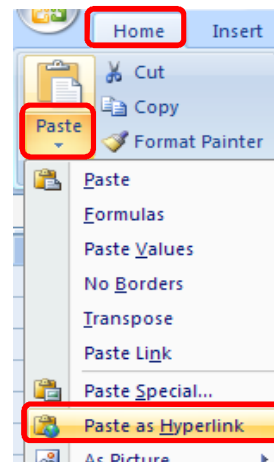 Home Insert
Cut
Copy
Paste
Format Painter
Paste
Formulas
Paste Values
No Borders
Transpose
Paste Link
Paste Special...
Paste as Hyperlink
As Picture